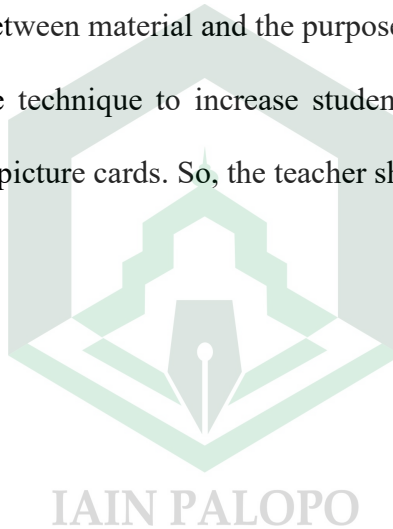 etween material and the purpose
technique to increase studen
picture cards. So, the teacher sh
IAIN PALOPO